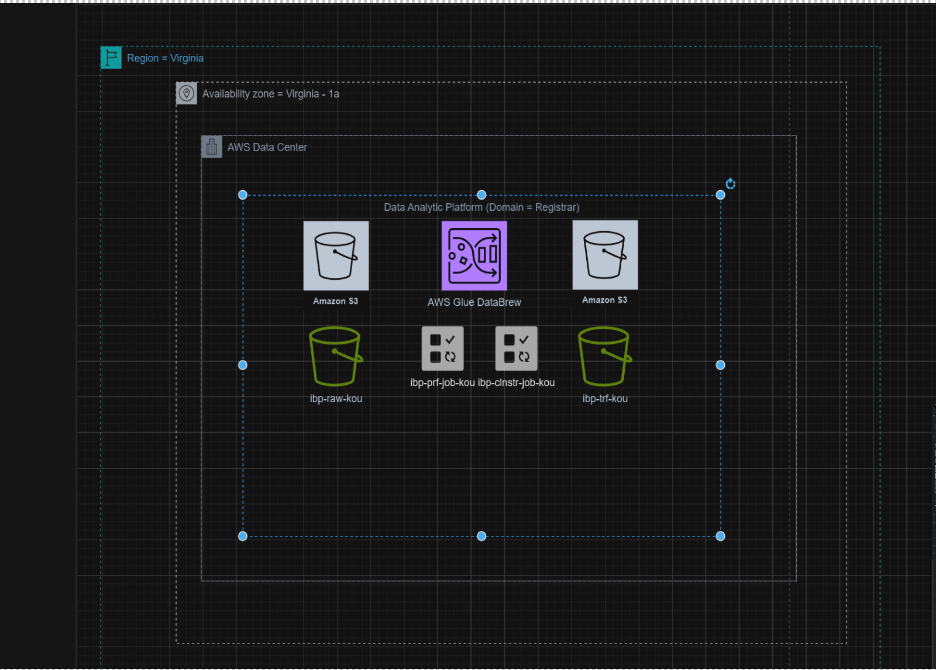 Region = Virginia
Availability zone = Virginia - 1a
AWS Data Center
Data Analytic Platform (Domain = Registrar)
Amazon S3
AWS Glue DataBrew
Amazon S3
ibp-raw-kou
ibp-prf-job-kou
ibp-clnstr-job-kou
ibp-trf-kou